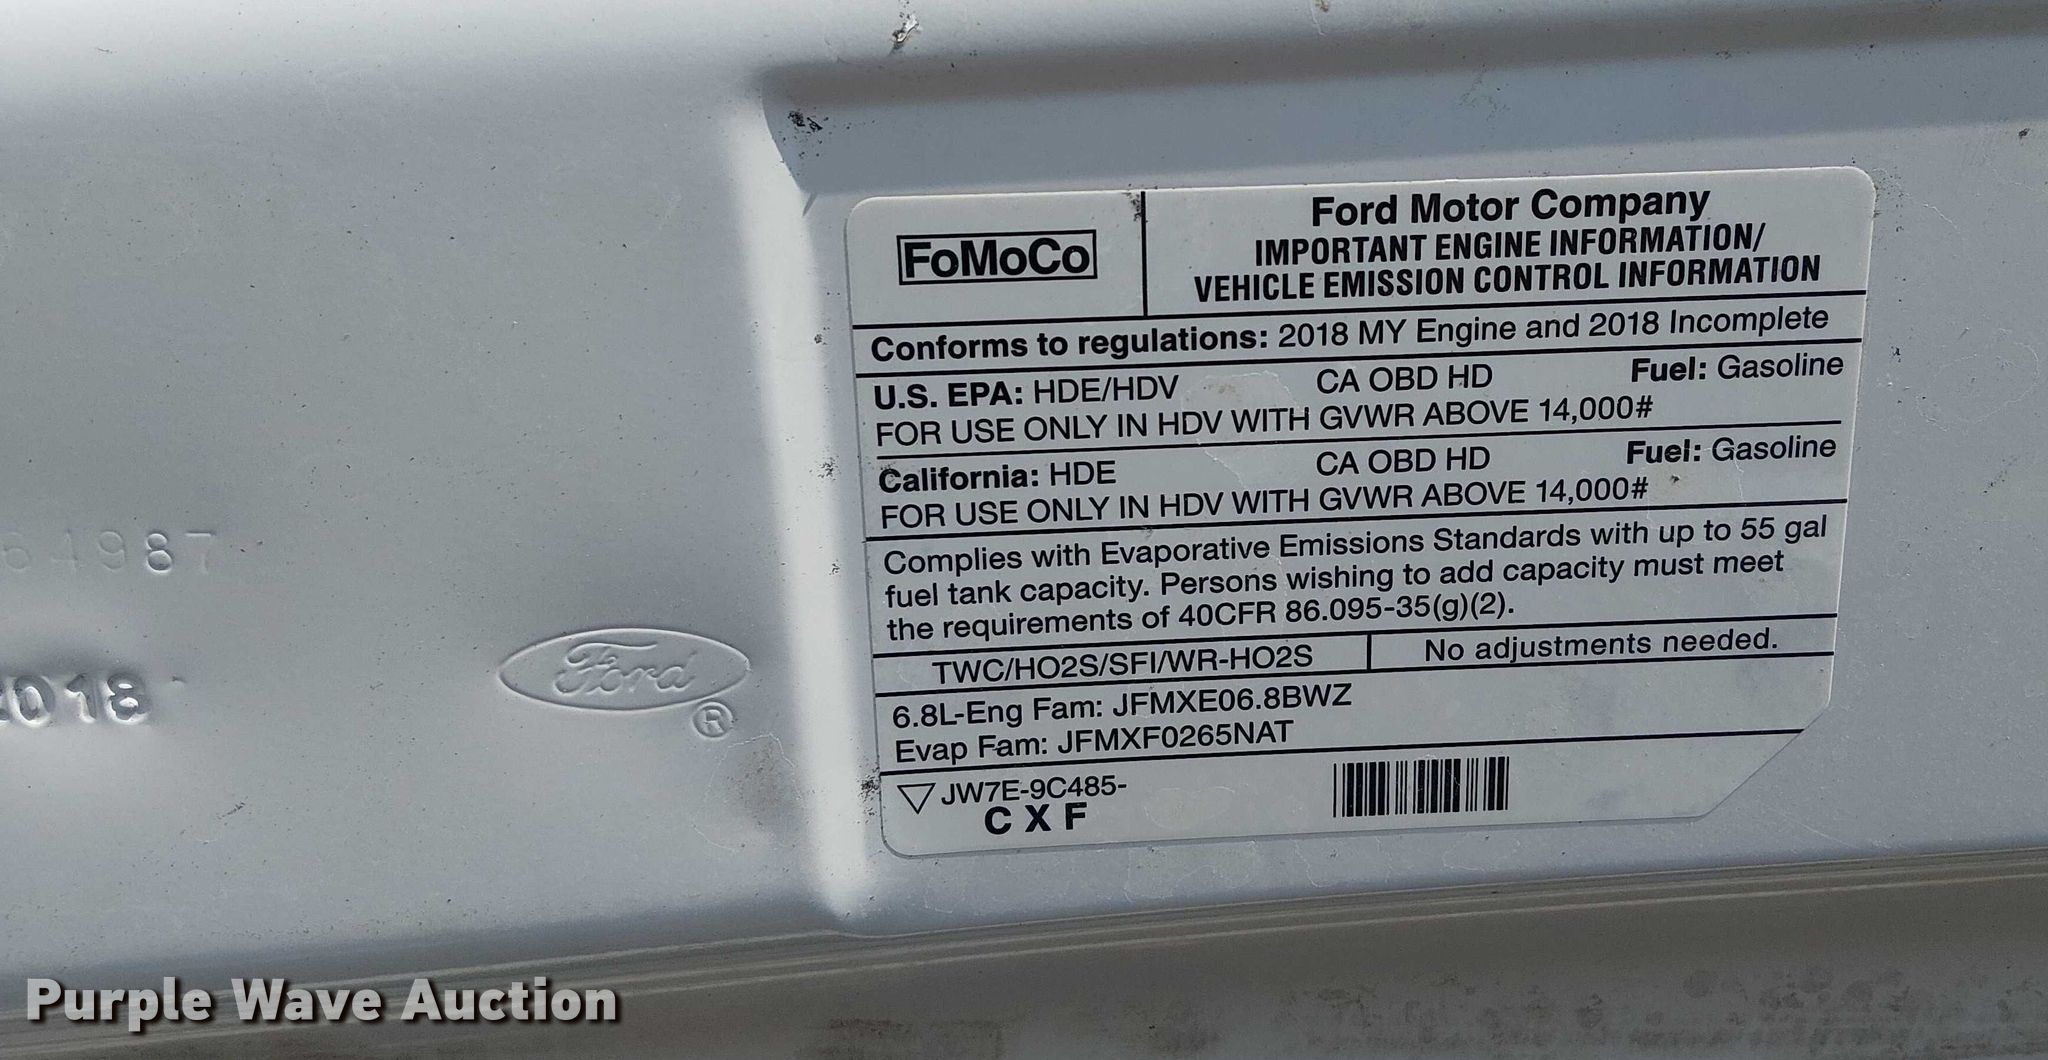 FoMoCo
Ford Motor Company
IMPORTANT ENGINE INFORMATION/
VEHICLE EMISSION CONTROL INFORMATION
Conforms to regulations: 2018 MY Engine and 2018 Incomplete
U.S. EPA: HDE/HDV CA OBD HD Fuel: Gasoline
FOR USE ONLY IN HDV WITH GVWR ABOVE 14,000#
California: HDE CA OBD HD Fuel: Gasoline
FOR USE ONLY IN HDV WITH GVWR ABOVE 14,000#
Complies with Evaporative Emissions Standards with up to 55 gal
fuel tank capacity. Persons wishing to add capacity must meet
the requirements of 40CFR 86.095-35(g)(2).
TWC/HO2S/SFI/WR-HO2S No adjustments needed.
6.8L-Eng Fam: JFMXE06.8BWZ
Evap Fam: JFMXF0265NAT
JW7E-9C485-
C X F
64987
2018
Ford ®
Purple Wave Auction